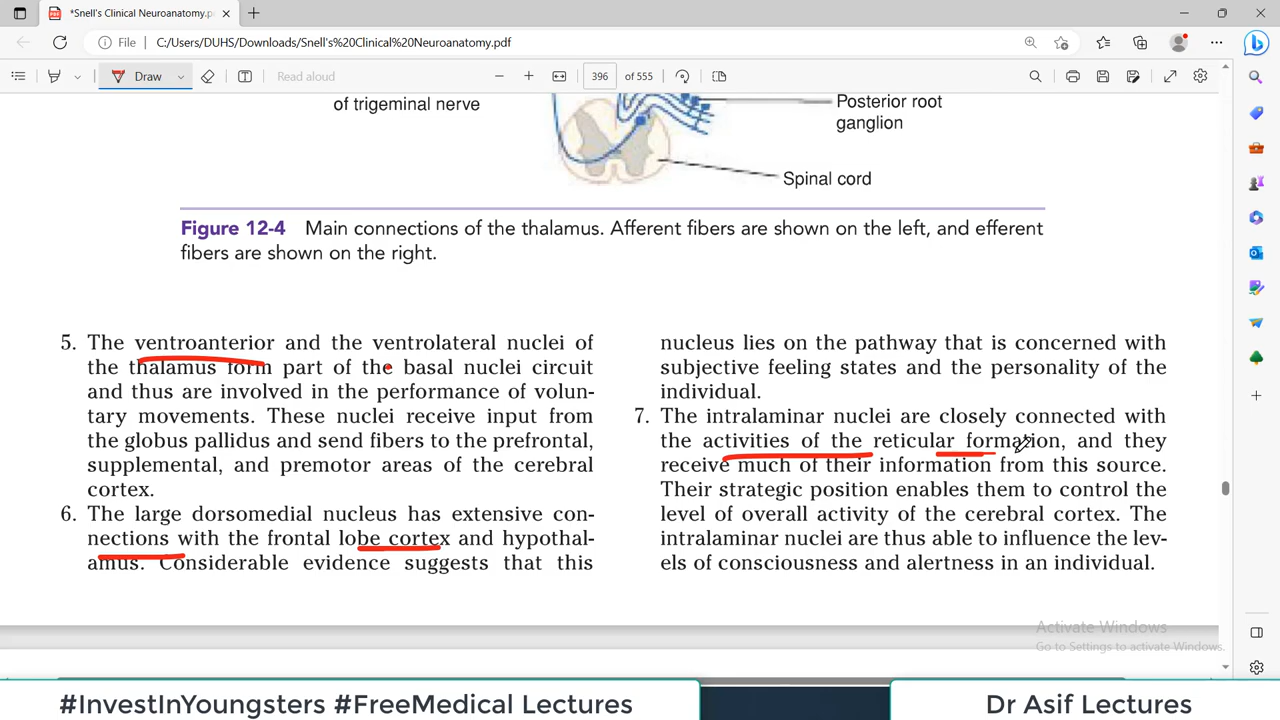 *Snell's Clinical Neuroanatomy.p
File
C:/Users/DUHS/Downloads/Snell's%20Clinical%20Neuroanatomy.pdf
Draw
Read aloud
396 of 555
of trigeminal nerve
Posterior root
ganglion
Spinal cord
Figure 12-4 Main connections of the thalamus. Afferent fibers are shown on the left, and efferent
fibers are shown on the right.
5. The ventroanterior and the ventrolateral nuclei of
the thalamus form part of the basal nuclei circuit
and thus are involved in the performance of volun-
tary movements. These nuclei receive input from
the globus pallidus and send fibers to the prefrontal,
supplemental, and premotor areas of the cerebral
cortex.
6. The large dorsomedial nucleus has extensive con-
nections with the frontal lobe cortex and hypothal-
amus. Considerable evidence suggests that this
nucleus lies on the pathway that is concerned with
subjective feeling states and the personality of the
individual.
7. The intralaminar nuclei are closely connected with
the activities of the reticular formation, and they
receive much of their information from this source.
Their strategic position enables them to control the
level of overall activity of the cerebral cortex. The
intralaminar nuclei are thus able to influence the lev-
els of consciousness and alertness in an individual.
Activate Windows
Go to Settings to activate Windows.
#InvestInYoungsters #FreeMedical Lectures
Dr Asif Lectures